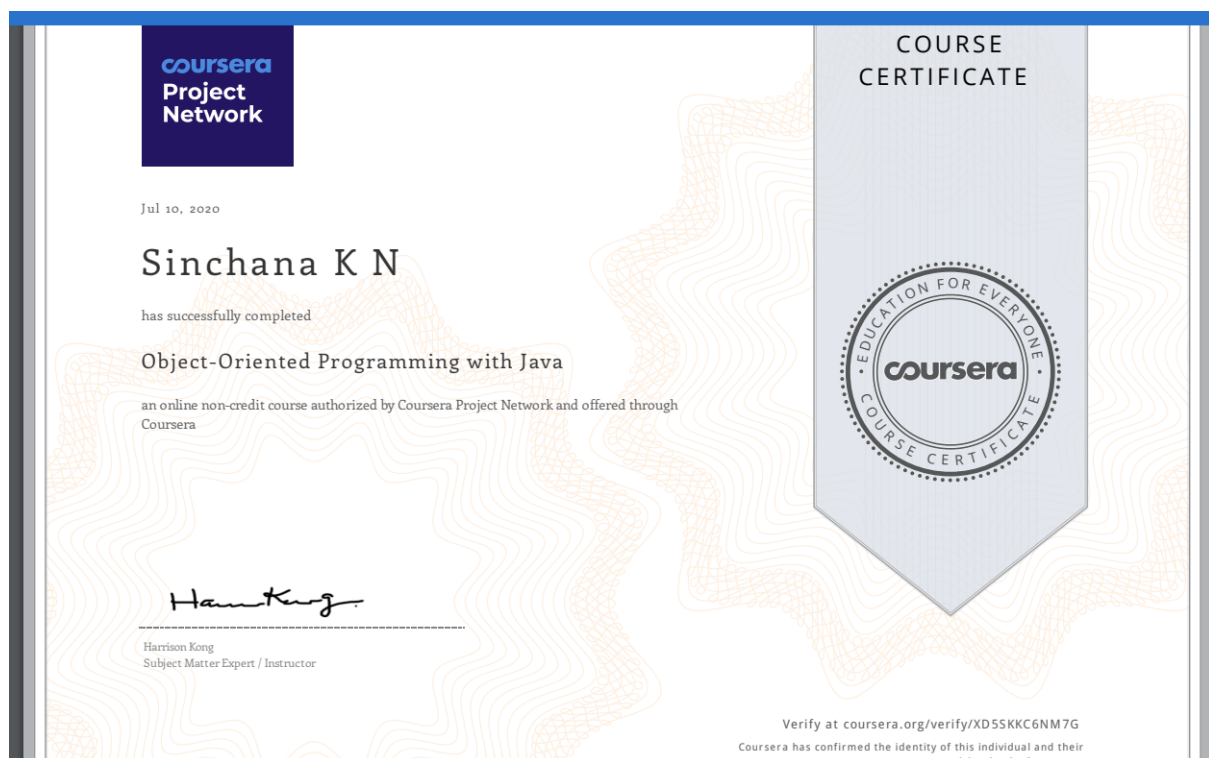 coursera
Project
Network
COURSE
CERTIFICATE
Jul 10, 2020
Sinchana K N
has successfully completed
Object-Oriented Programming with Java
an online non-credit course authorized by Coursera Project Network and offered through
Coursera
EDUCATION FOR EVERYONE
coursera
COURSE CERTIFICATE
Harrison Kong
Subject Matter Expert / Instructor
Verify at coursera.org/verify/XD5SKKC6NM7G
Coursera has confirmed the identity of this individual and their